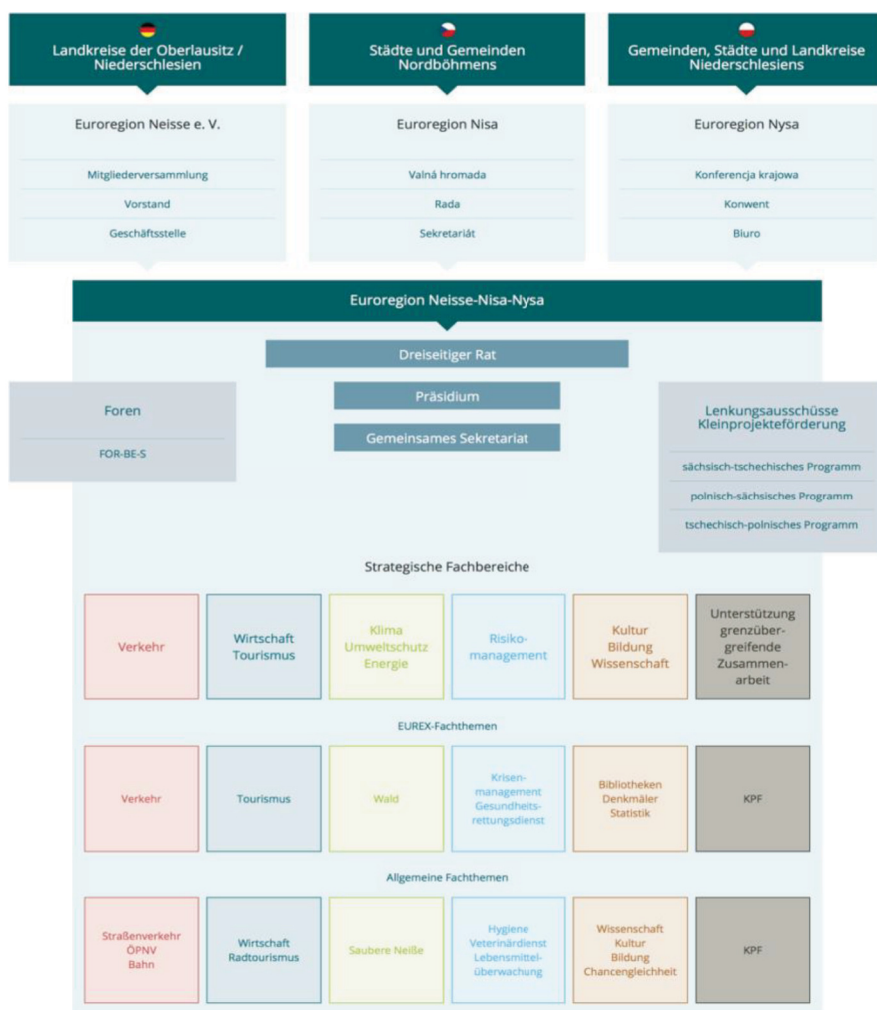 Landkreise der Oberlausitz /
Niederschlesien
Städte und Gemeinden
Nordböhmens
Gemeinden, Städte und Landkreise
Niederschlesiens
Euroregion Neisse e. V.
Mitgliederversammlung
Vorstand
Geschäftsstelle
Euroregion Nisa
Valná hromada
Rada
Sekretariát
Euroregion Nysa
Konferencja krajowa
Konwent
Biuro
Euroregion Neisse-Nisa-Nysa
Dreiseitiger Rat
Präsidium
Gemeinsames Sekretariat
Foren
FOR-BE-S
Lenkungsausschüsse
Kleinprojekteförderung
sächsisch-tschechisches Programm
polnisch-sächsisches Programm
tschechisch-polnisches Programm
Strategische Fachbereiche
Verkehr
Wirtschaft
Tourismus
Klima
Umweltschutz
Energie
Risiko-
management
Kultur
Bildung
Wissenschaft
Unterstützung
grenzüber-
greifende
Zusammen-
arbeit
EUREX-Fachthemen
Verkehr
Tourismus
Wald
Krisen-
management
Gesundheits-
rettungsdienst
Bibliotheken
Denkmäler
Statistik
KPF
Allgemeine Fachthemen
Straßenverkehr
ÖPNV
Bahn
Wirtschaft
Radtourismus
Saubere Neiße
Hygiene
Veterinärdienst
Lebensmittel-
überwachung
Wissenschaft
Kultur
Bildung
Chancengleichheit
KPF